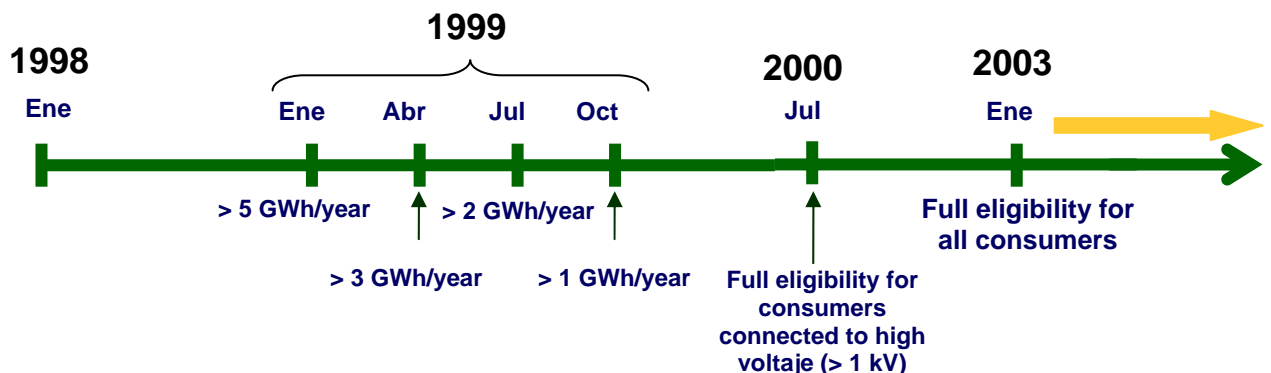 1999
1998
2000
2003
Ene
Ene
Abr
Jul
Oct
Jul
Ene
> 5 GWh/year
> 2 GWh/year
Full eligibility for
all consumers
> 3 GWh/year
> 1 GWh/year
Full eligibility for
consumers
connected to high
voltaje (> 1 kV)